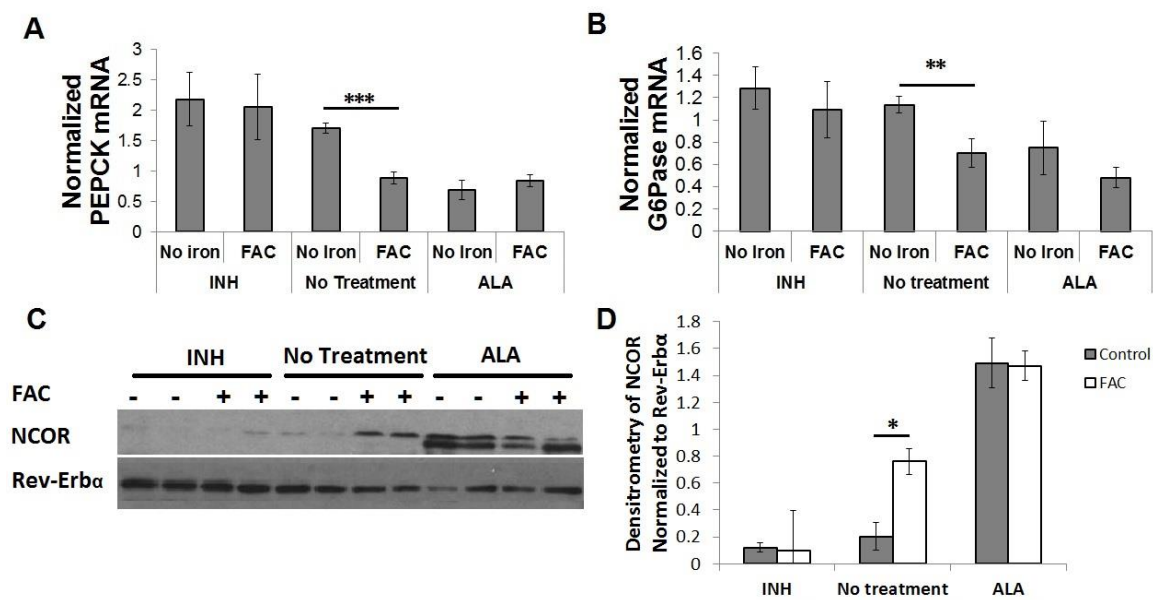 A
Normalized
PEPCK mRNA
3
2.5
2
1.5
1
0.5
0
***
No iron FAC No Iron FAC No Iron FAC
INH No Treatment ALA
B
Normalized
G6Pase mRNA
1.6
1.4
1.2
1
0.8
0.6
0.4
0.2
0
**
No Iron FAC No Iron FAC No Iron FAC
INH No treatment ALA
C
INH No Treatment ALA
FAC - - + + - - + + - - + +
NCOR
Rev-Erbα
D
Densitrometry of NCOR
Normalized to Rev-Erbα
1.8
1.6
1.4
1.2
1
0.8
0.6
0.4
0.2
0
*
INH No treatment ALA
Control
FAC